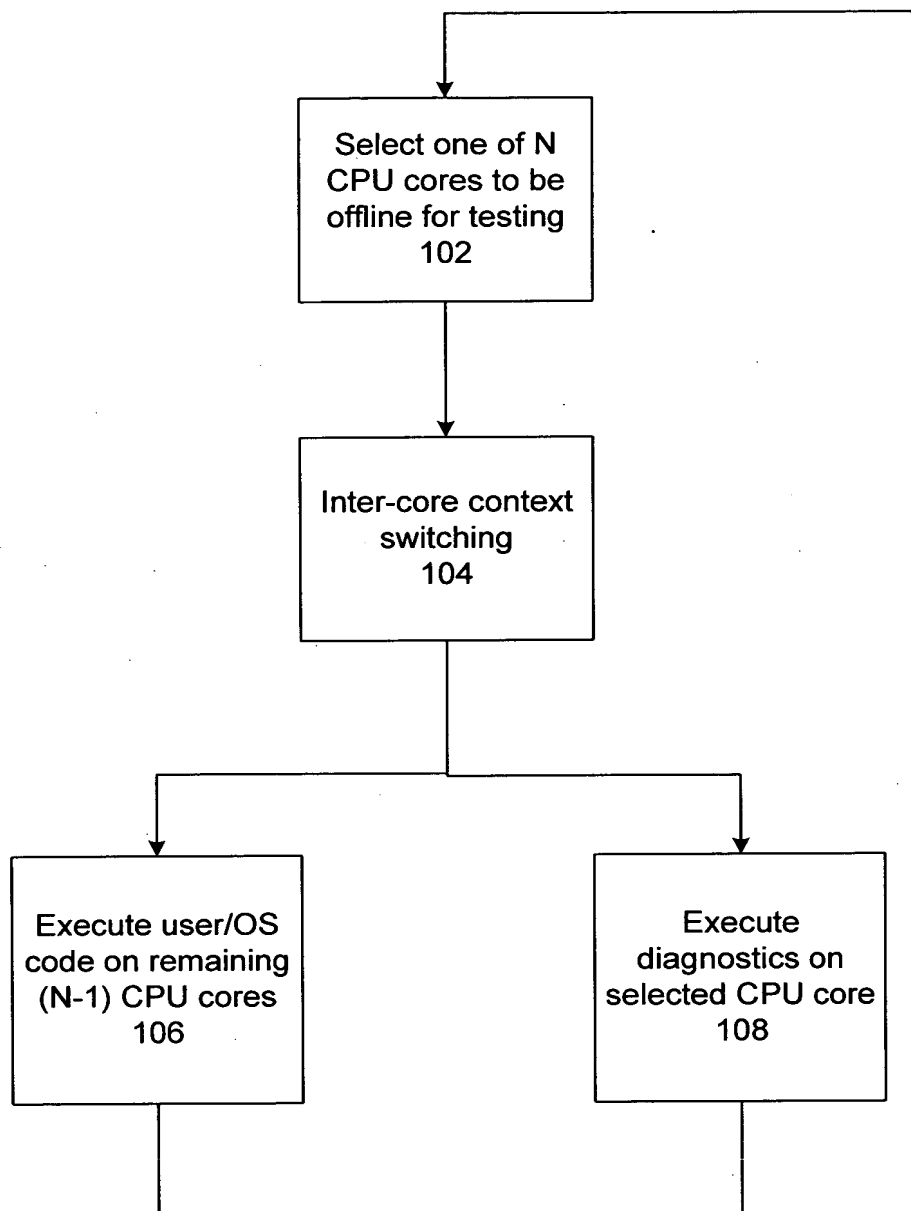 Select one of N
CPU cores to be
offline for testing
102
Inter-core context
switching
104
Execute user/OS
code on remaining
(N-1) CPU cores
106
Execute
diagnostics on
selected CPU core
108